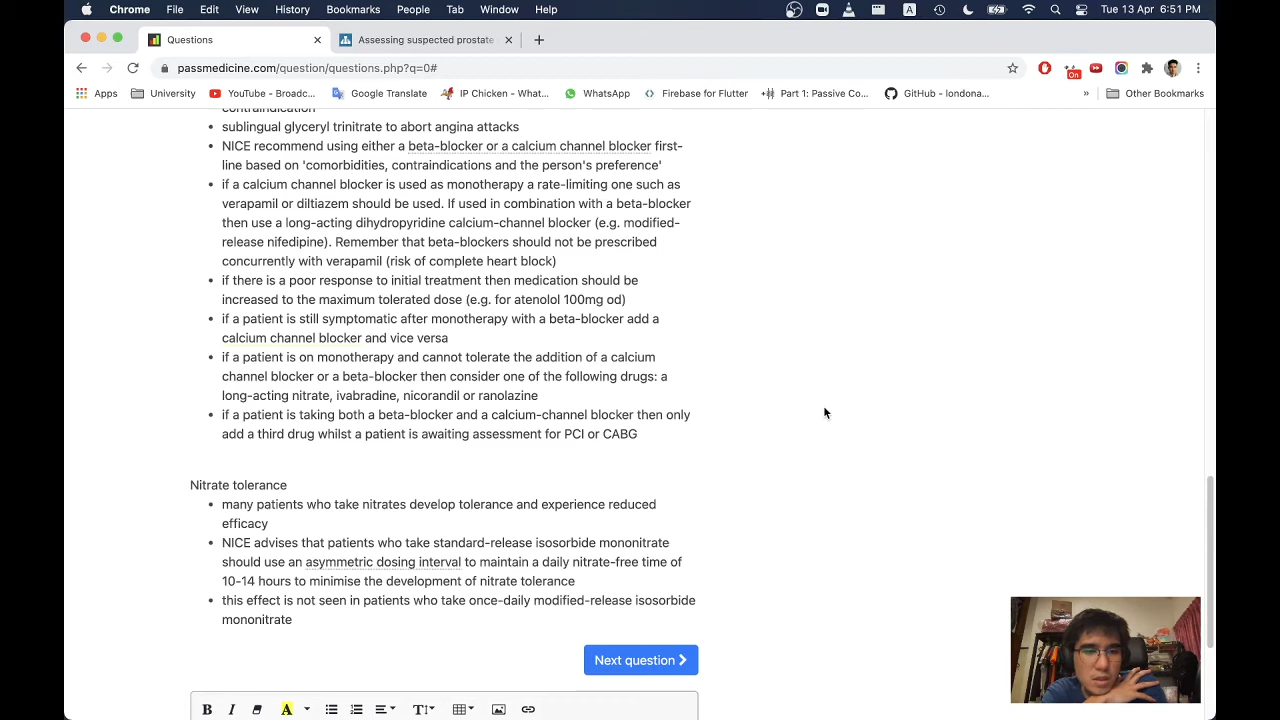 Chrome File Edit View History Bookmarks People Tab Window Help A Tue 13 Apr 6:51 PM
Questions Assessing suspected prostate
passmedicine.com/question/questions.php?q=0# On
Apps University YouTube - Broadc... Google Translate IP Chicken - What... WhatsApp Firebase for Flutter Part 1: Passive Co... GitHub - londona... » Other Bookmarks
contraindication
• sublingual glyceryl trinitrate to abort angina attacks
• NICE recommend using either a beta-blocker or a calcium channel blocker first-
line based on 'comorbidities, contraindications and the person's preference'
• if a calcium channel blocker is used as monotherapy a rate-limiting one such as
verapamil or diltiazem should be used. If used in combination with a beta-blocker
then use a long-acting dihydropyridine calcium-channel blocker (e.g. modified-
release nifedipine). Remember that beta-blockers should not be prescribed
concurrently with verapamil (risk of complete heart block)
• if there is a poor response to initial treatment then medication should be
increased to the maximum tolerated dose (e.g. for atenolol 100mg od)
• if a patient is still symptomatic after monotherapy with a beta-blocker add a
calcium channel blocker and vice versa
• if a patient is on monotherapy and cannot tolerate the addition of a calcium
channel blocker or a beta-blocker then consider one of the following drugs: a
long-acting nitrate, ivabradine, nicorandil or ranolazine
• if a patient is taking both a beta-blocker and a calcium-channel blocker then only
add a third drug whilst a patient is awaiting assessment for PCI or CABG
Nitrate tolerance
• many patients who take nitrates develop tolerance and experience reduced
efficacy
• NICE advises that patients who take standard-release isosorbide mononitrate
should use an asymmetric dosing interval to maintain a daily nitrate-free time of
10-14 hours to minimise the development of nitrate tolerance
• this effect is not seen in patients who take once-daily modified-release isosorbide
mononitrate
Next question
B I A T